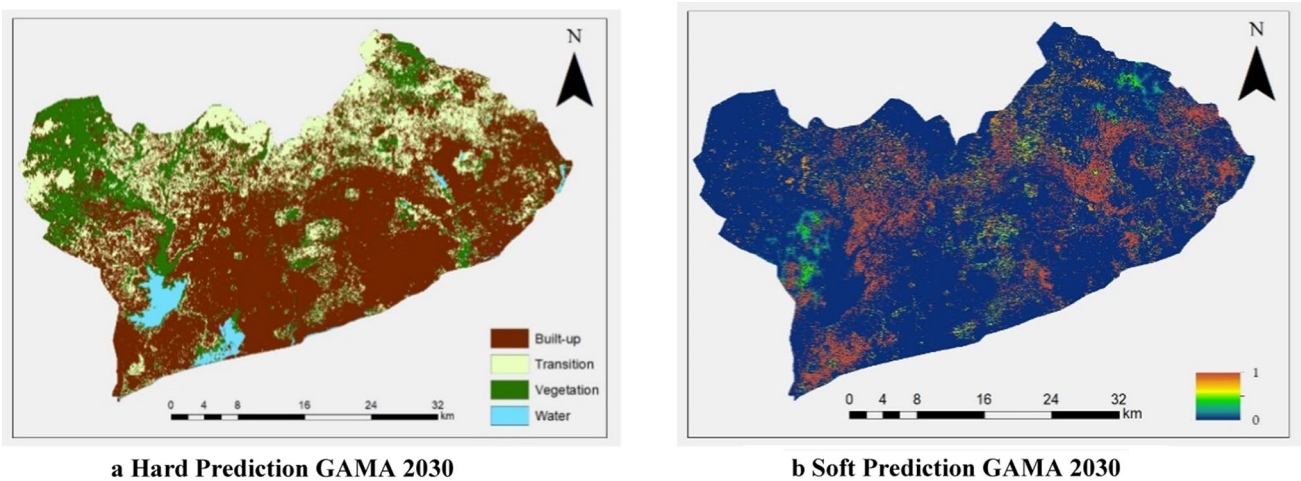 N
Built-up
Transition
Vegetation
Water
0 4 8 16 24 32
km
a Hard Prediction GAMA 2030
N
1
0
0 4 8 16 24 32
km
b Soft Prediction GAMA 2030